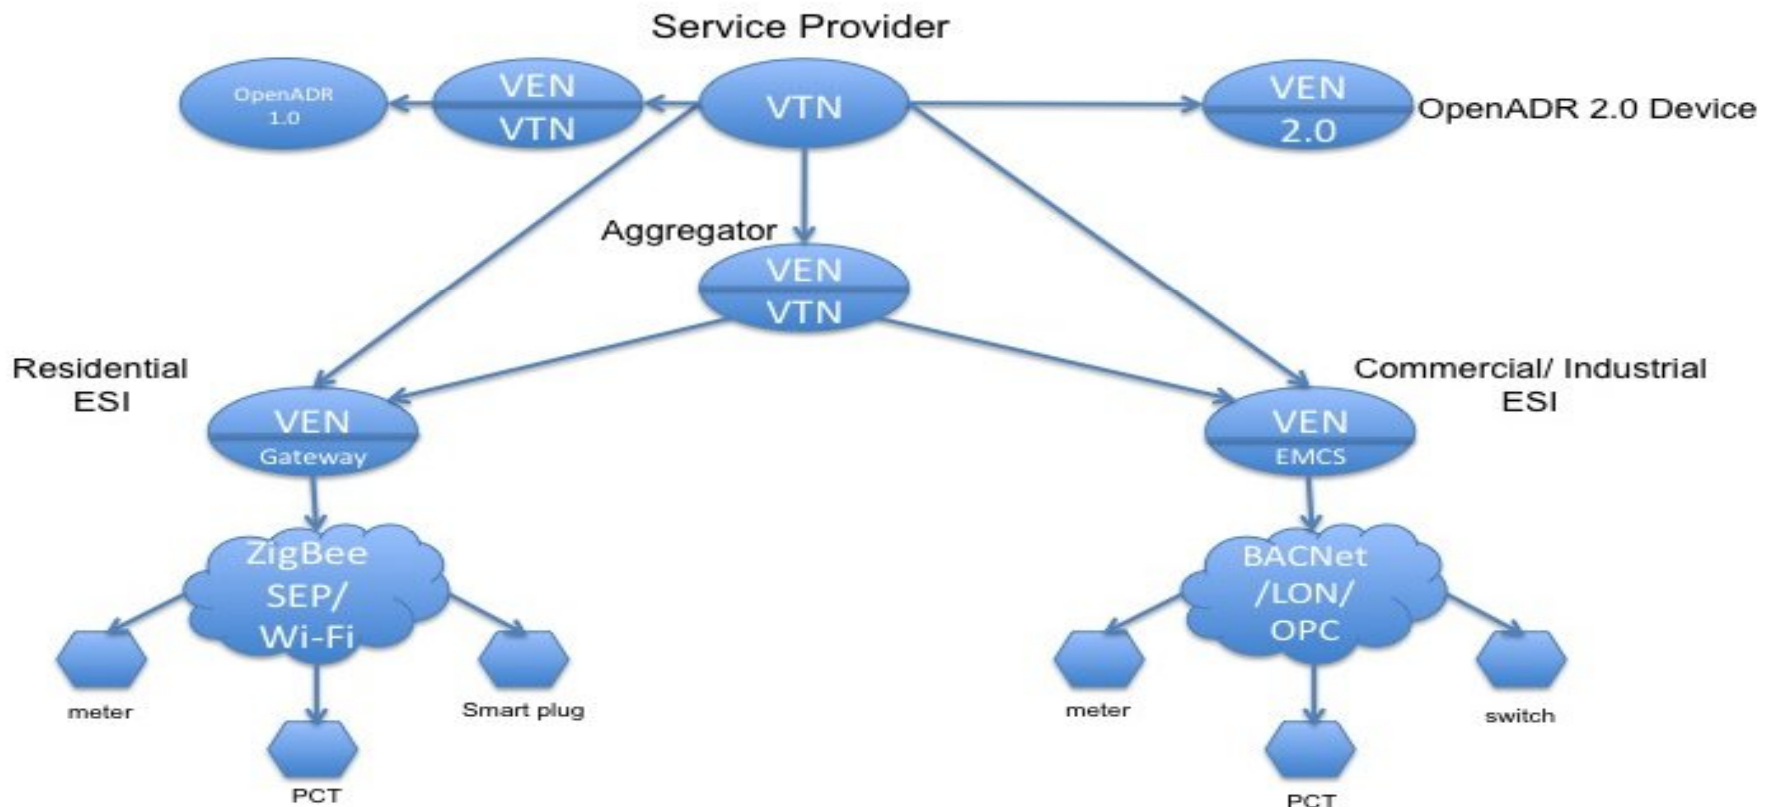 Service Provider
OpenADR
1.0
VEN
VTN
VTN
VEN
2.0
OpenADR 2.0 Device
Aggregator
VEN
VTN
Residential
ESI
VEN
Gateway
Commercial/ Industrial
ESI
VEN
EMCS
ZigBee
SEP/
Wi-Fi
BACNet
/LON/
OPC
meter
Smart plug
PCT
meter
switch
PCT